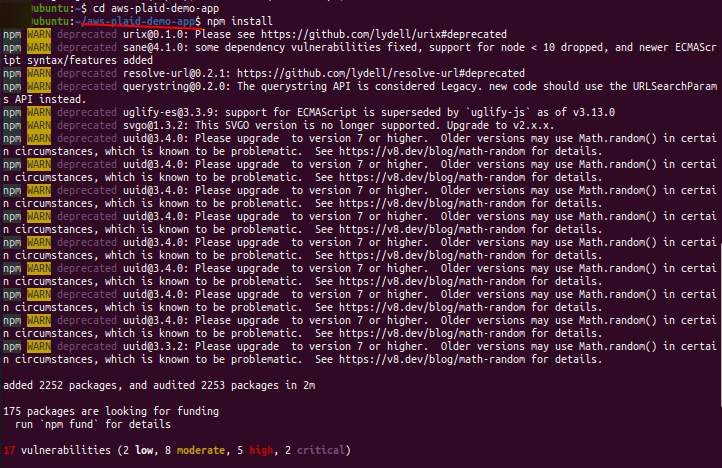 ubuntu:~$ cd aws-plaid-demo-app
ubuntu:~/aws-plaid-demo-app$ npm install
npm WARN deprecated urix@0.1.0: Please see https://github.com/lydell/urix#deprecated
npm WARN deprecated sane@4.1.0: some dependency vulnerabilities fixed, support for node < 10 dropped, and newer ECMAScr
ipt syntax/features added
npm WARN deprecated resolve-url@0.2.1: https://github.com/lydell/resolve-url#deprecated
npm WARN deprecated querystring@0.2.0: The querystring API is considered Legacy. new code should use the URLSearchParam
s API instead.
npm WARN deprecated uglify-es@3.3.9: support for ECMAScript is superseded by `uglify-js` as of v3.13.0
npm WARN deprecated svgo@1.3.2: This SVGO version is no longer supported. Upgrade to v2.x.x.
npm WARN deprecated uuid@3.4.0: Please upgrade  to version 7 or higher.  Older versions may use Math.random() in certai
n circumstances, which is known to be problematic.  See https://v8.dev/blog/math-random for details.
npm WARN deprecated uuid@3.4.0: Please upgrade  to version 7 or higher.  Older versions may use Math.random() in certai
n circumstances, which is known to be problematic.  See https://v8.dev/blog/math-random for details.
npm WARN deprecated uuid@3.4.0: Please upgrade  to version 7 or higher.  Older versions may use Math.random() in certai
n circumstances, which is known to be problematic.  See https://v8.dev/blog/math-random for details.
npm WARN deprecated uuid@3.4.0: Please upgrade  to version 7 or higher.  Older versions may use Math.random() in certai
n circumstances, which is known to be problematic.  See https://v8.dev/blog/math-random for details.
npm WARN deprecated uuid@3.4.0: Please upgrade  to version 7 or higher.  Older versions may use Math.random() in certai
n circumstances, which is known to be problematic.  See https://v8.dev/blog/math-random for details.
npm WARN deprecated uuid@3.4.0: Please upgrade  to version 7 or higher.  Older versions may use Math.random() in certai
n circumstances, which is known to be problematic.  See https://v8.dev/blog/math-random for details.
npm WARN deprecated uuid@3.4.0: Please upgrade  to version 7 or higher.  Older versions may use Math.random() in certai
n circumstances, which is known to be problematic.  See https://v8.dev/blog/math-random for details.
npm WARN deprecated uuid@3.4.0: Please upgrade  to version 7 or higher.  Older versions may use Math.random() in certai
n circumstances, which is known to be problematic.  See https://v8.dev/blog/math-random for details.
npm WARN deprecated uuid@3.3.2: Please upgrade  to version 7 or higher.  Older versions may use Math.random() in certai
n circumstances, which is known to be problematic.  See https://v8.dev/blog/math-random for details.
added 2252 packages, and audited 2253 packages in 2m
175 packages are looking for funding
  run `npm fund` for details
17 vulnerabilities (2 low, 8 moderate, 5 high, 2 critical)